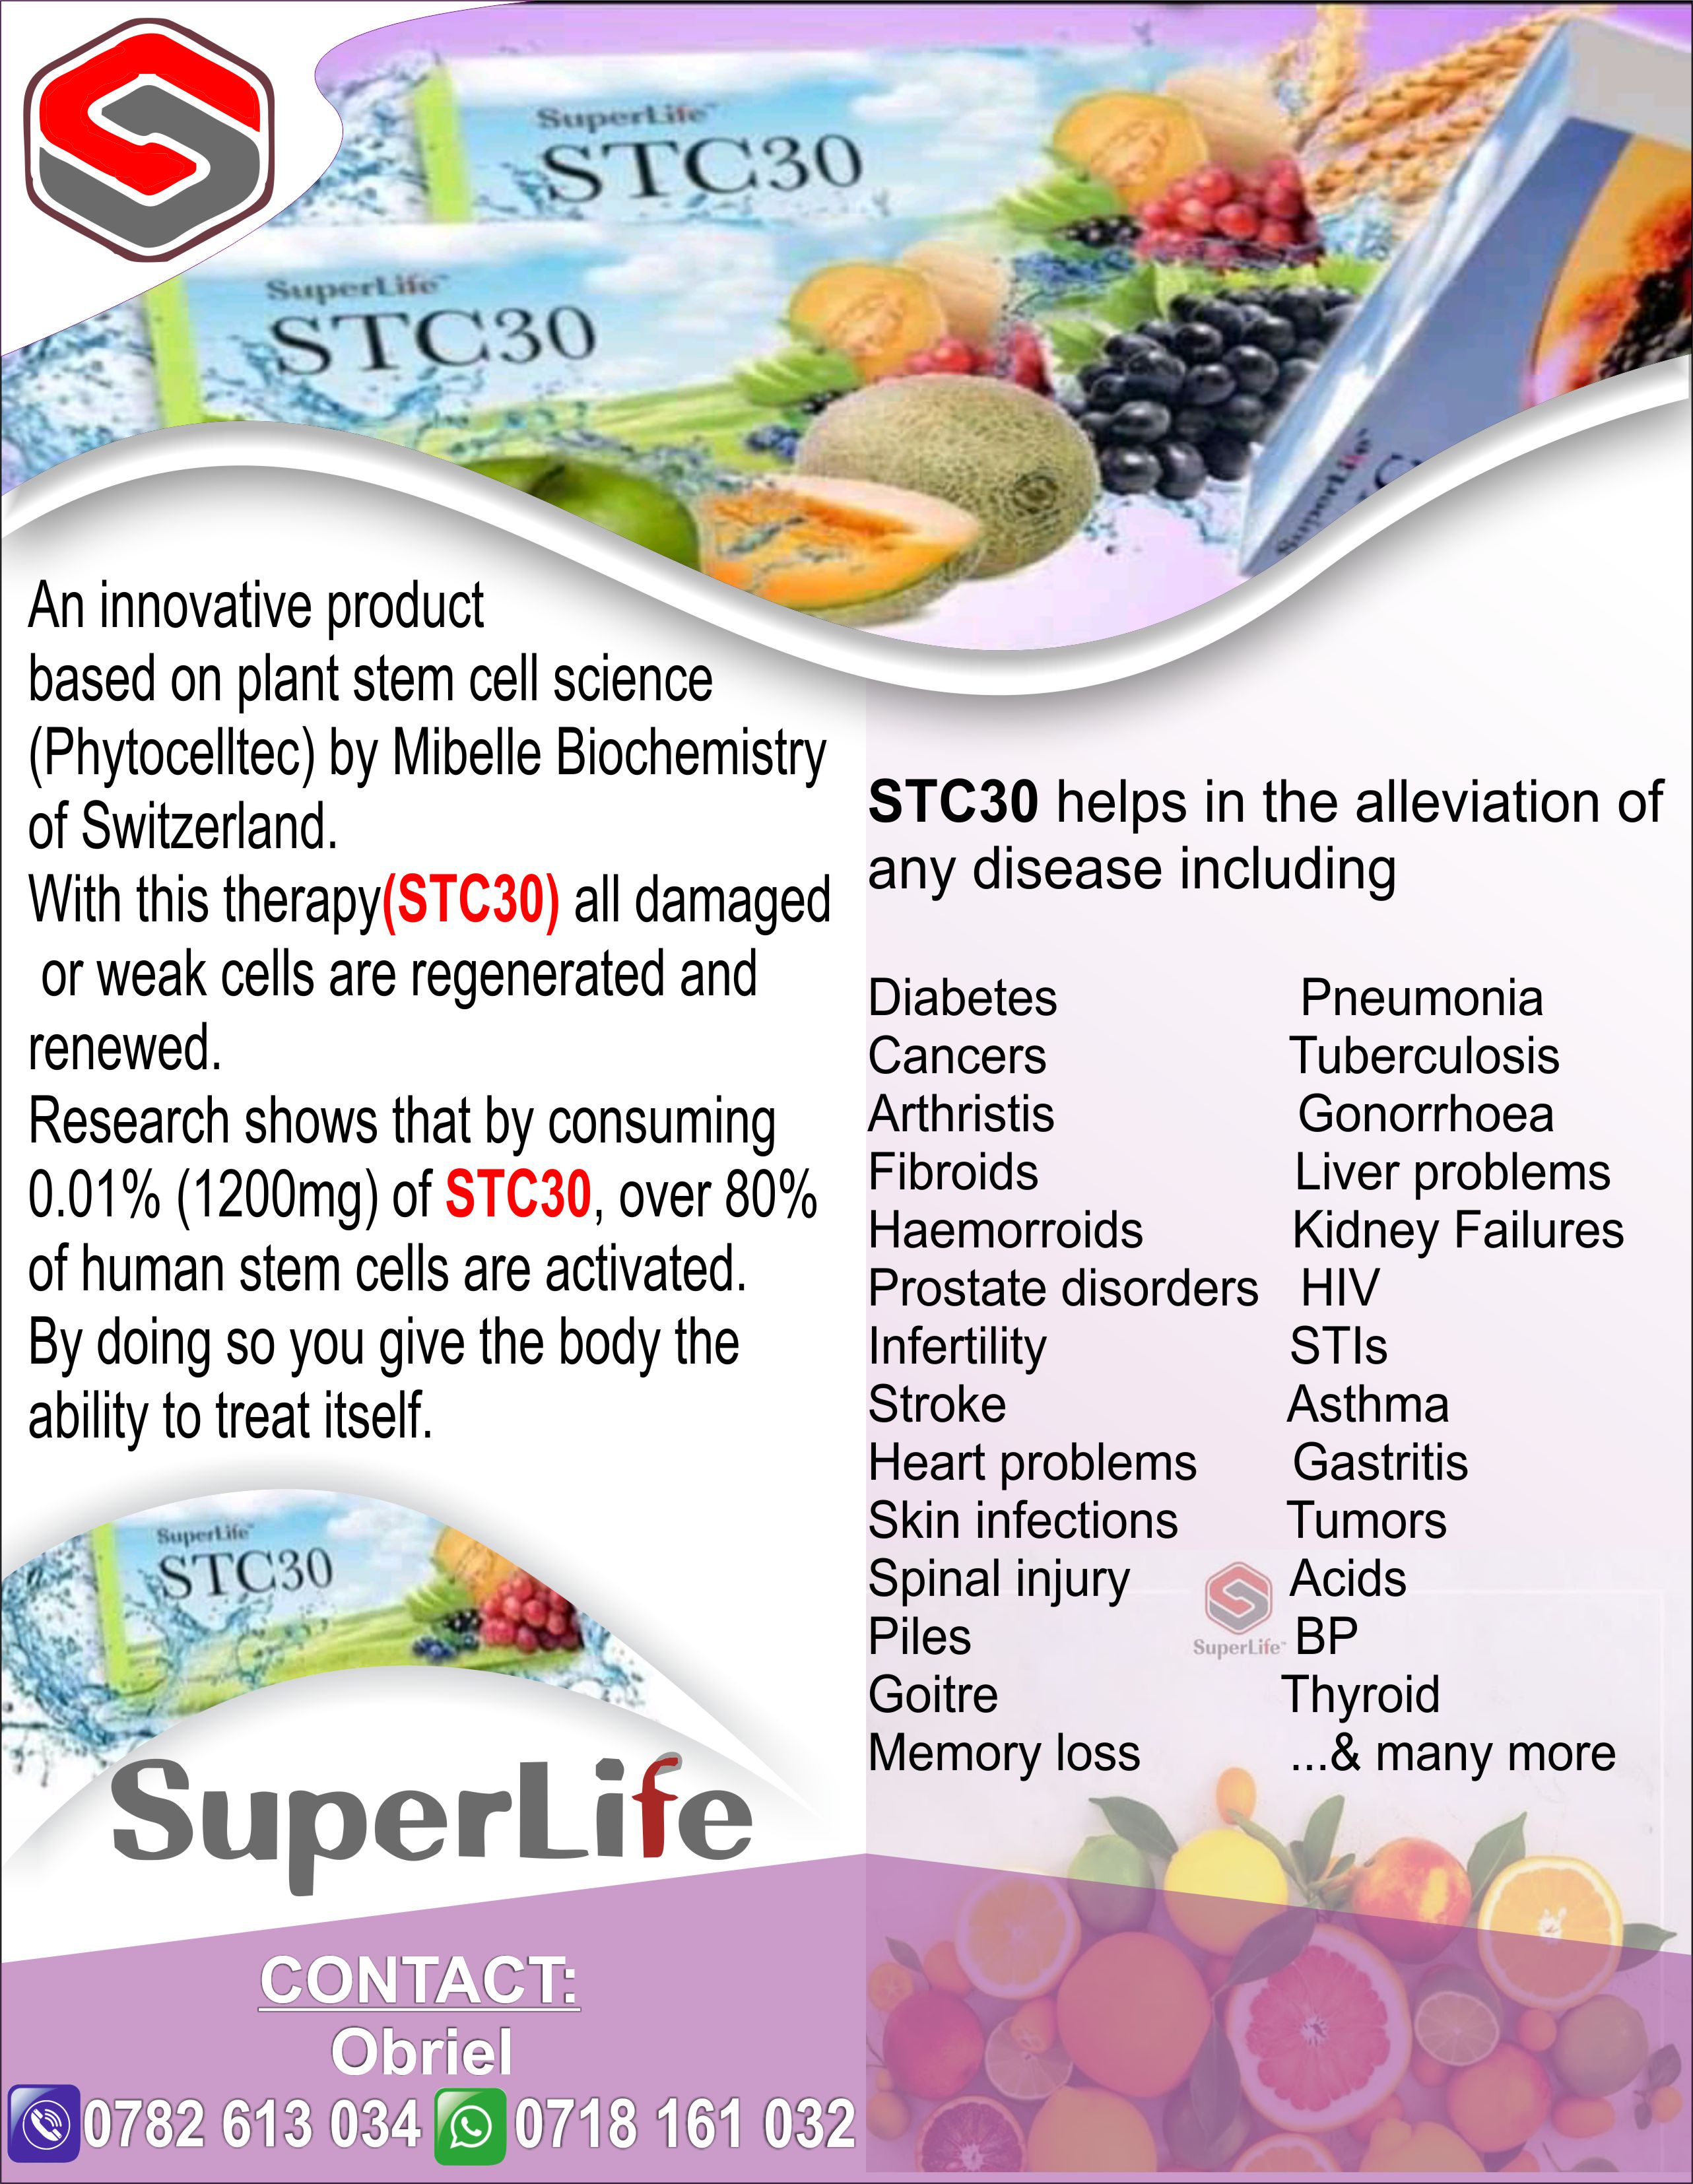 SuperLife™
STC30
SuperLife™
STC30
SuperLife™
An innovative product
based on plant stem cell science
(Phytocelltec) by Mibelle Biochemistry
of Switzerland.
With this therapy(STC30) all damaged
or weak cells are regenerated and
renewed.
Research shows that by consuming
0.01% (1200mg) of STC30, over 80%
of human stem cells are activated.
By doing so you give the body the
ability to treat itself.
SuperLife™
STC30
SuperLife
CONTACT:
Obriel
0782 613 034 0718 161 032
STC30 helps in the alleviation of
any disease including
Diabetes Pneumonia
Cancers Tuberculosis
Arthristis Gonorrhoea
Fibroids Liver problems
Haemorroids Kidney Failures
Prostate disorders HIV
Infertility STIs
Stroke Asthma
Heart problems Gastritis
Skin infections Tumors
Spinal injury Acids
Piles BP
Goitre Thyroid
Memory loss ...& many more
SuperLife™